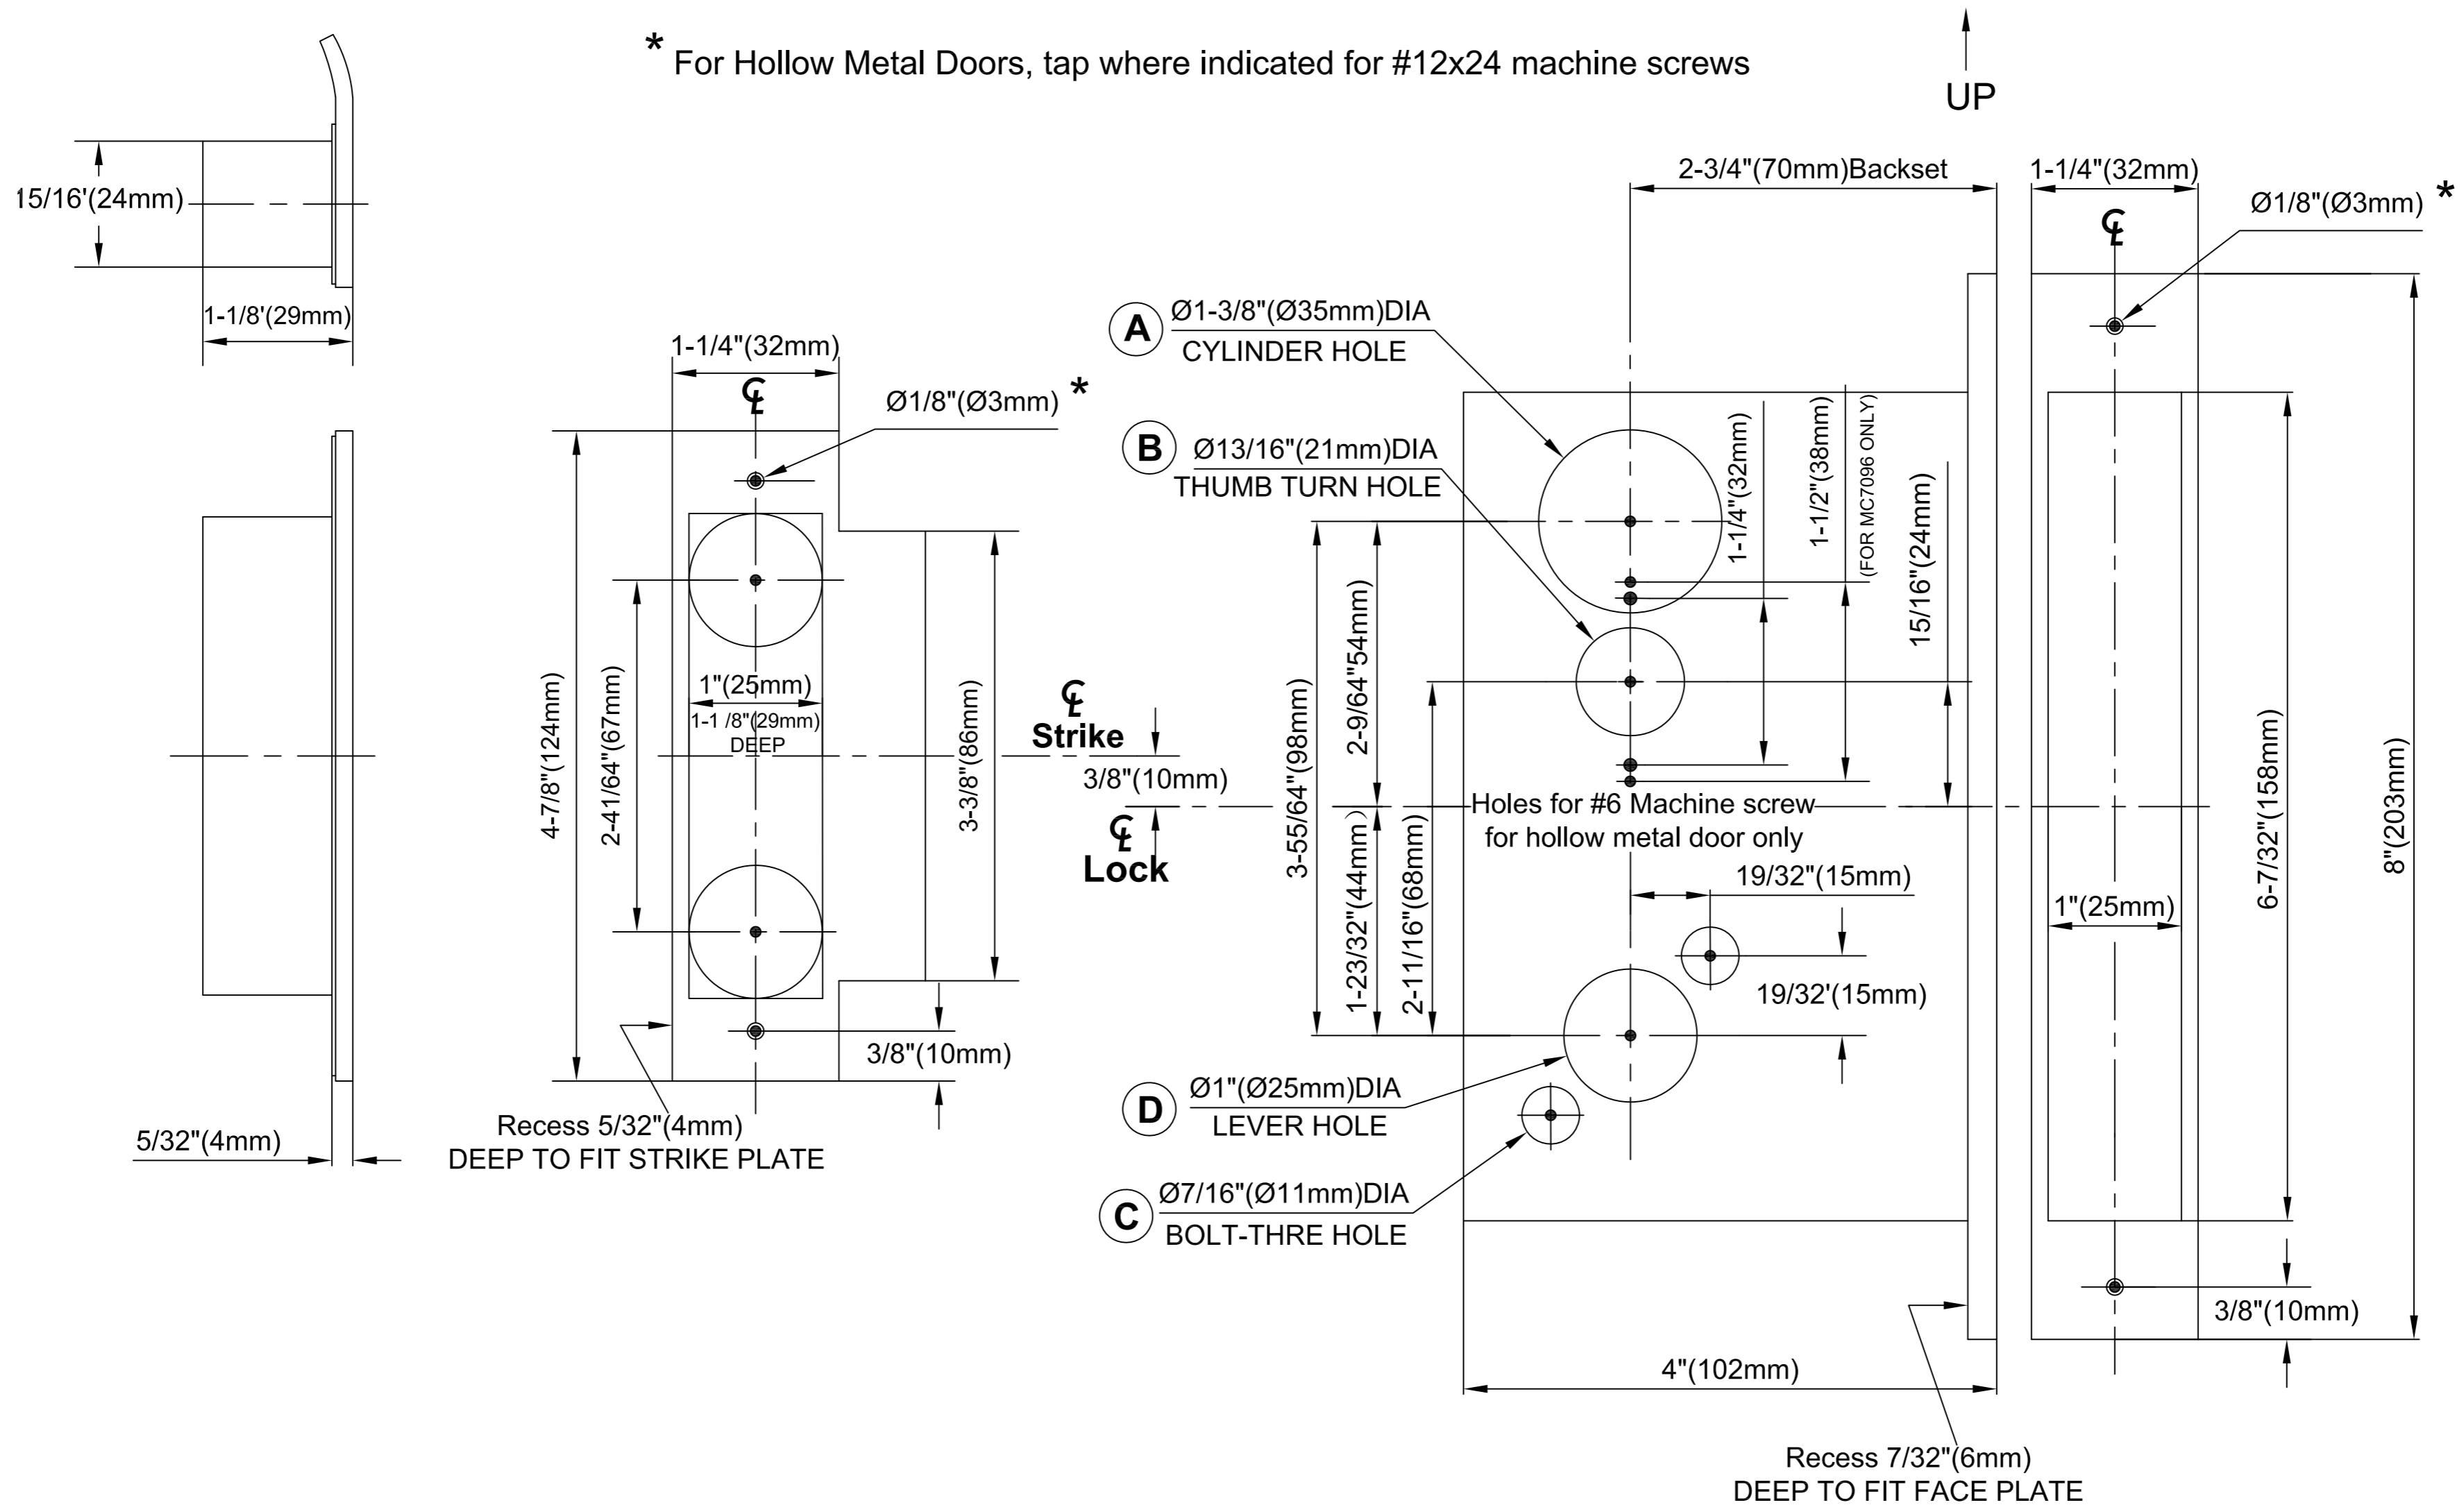 * For Hollow Metal Doors, tap where indicated for #12x24 machine screws
UP
15/16'(24mm)
1-1/8'(29mm)
5/32"(4mm)
1-1/4"(32mm)
℄
Ø1/8"(Ø3mm) *
4-7/8"(124mm)
2-41/64"(67mm)
1"(25mm)
1-1 /8"(29mm)
DEEP
3-3/8"(86mm)
3/8"(10mm)
Recess 5/32"(4mm)
DEEP TO FIT STRIKE PLATE
℄
Strike
3/8"(10mm)
℄
Lock
A
Ø1-3/8"(Ø35mm)DIA
CYLINDER HOLE
B
Ø13/16"(21mm)DIA
THUMB TURN HOLE
2-3/4"(70mm)Backset
1-1/4"(32mm)
1-1/2"(38mm)
(FOR MC7096 ONLY)
15/16"(24mm)
3-55/64"(98mm)
2-9/64"54mm)
1-23/32"(44mm）
2-11/16"(68mm)
Holes for #6 Machine screw
for hollow metal door only
19/32"(15mm)
19/32'(15mm)
D
Ø1"(Ø25mm)DIA
LEVER HOLE
C
Ø7/16"(Ø11mm)DIA
BOLT-THRE HOLE
4"(102mm)
Recess 7/32"(6mm)
DEEP TO FIT FACE PLATE
1-1/4"(32mm)
℄
Ø1/8"(Ø3mm) *
1"(25mm)
6-7/32"(158mm)
8"(203mm)
3/8"(10mm)